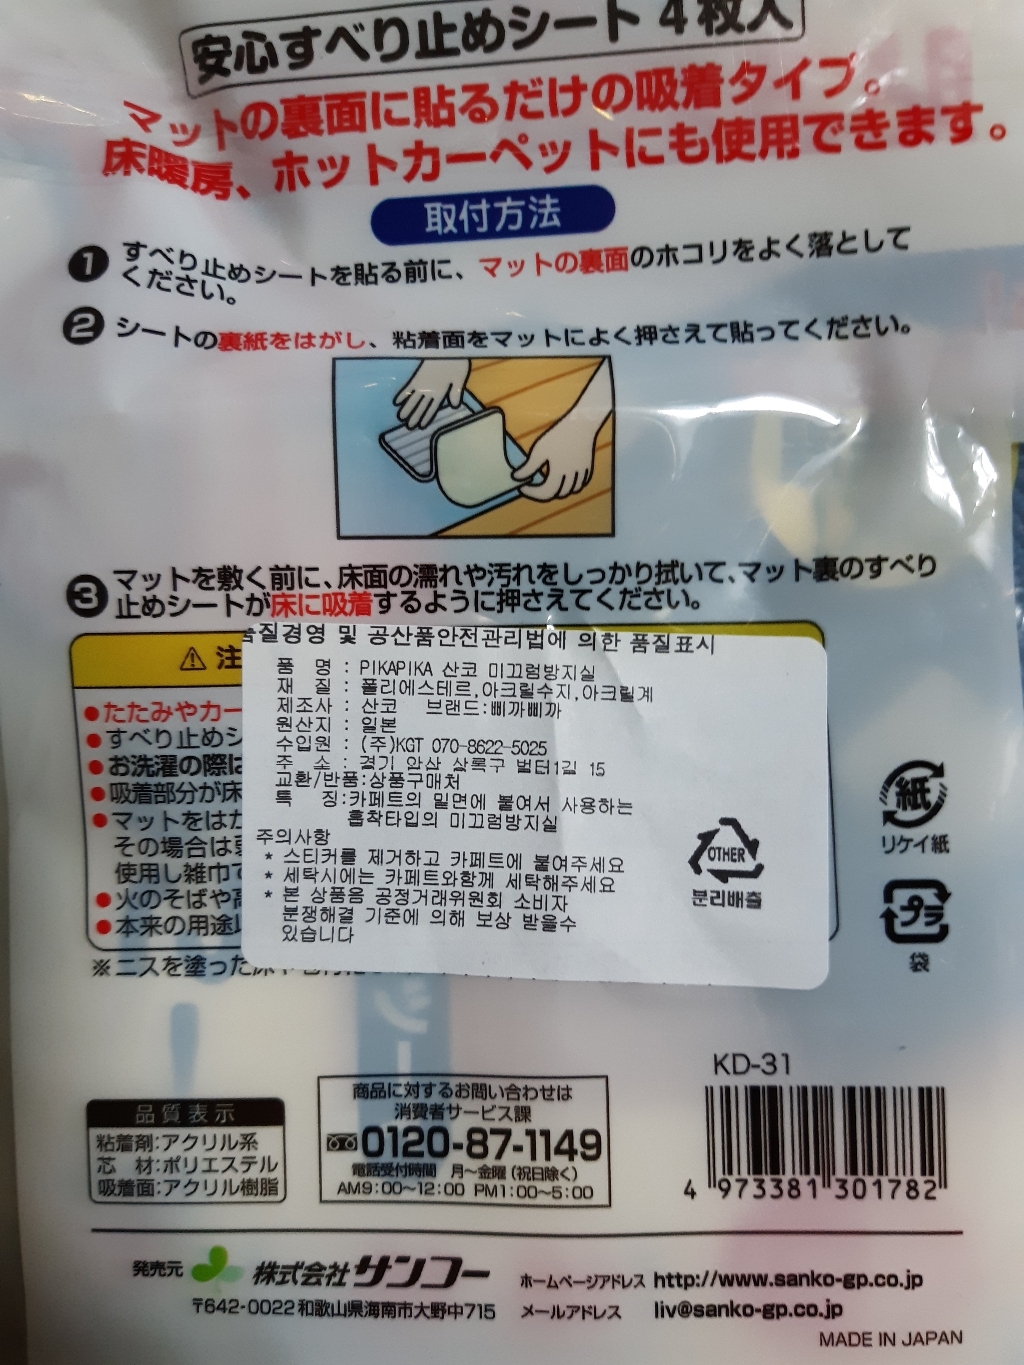 安心すべり止めシート 4枚入
マットの裏面に貼るだけの吸着タイプ。
床暖房、ホットカーペットにも使用できます。
取付方法
1 すべり止めシートを貼る前に、マットの裏面のホコリをよく落として
ください。
2 シートの裏紙をはがし、粘着面をマットによく押さえて貼ってください。
3 マットを敷く前に、床面の濡れや汚れをしっかり拭いて、マット裏のすべり
止めシートが床に吸着するように押さえてください。
⚠ 注
●たたみやカー
●すべり止めシ
●お洗濯の際は
●吸着部分が床
●マットをはた
その場合は
使用し雑巾で
●火のそばや高
●本来の用途以
※ニスを塗った床や
품질경영 및 공산품안전관리법에 의한 품질표시
품 명 : PIKAPIKA 산코 미끄럼방지실
재 질 : 폴리에스테르,아크릴수지,아크릴계
제조사 : 산코 브랜드:삐까삐까
원산지 : 일본
수입원 : (주)KGT 070-8622-5025
주 소 : 경기 안산 상록구 벌터1길 15
교환/반품:상품구매처
특 징:카페트의 밑면에 붙여서 사용하는
흡착타입의 미끄럼방지실
주의사항
* 스티커를 제거하고 카페트에 붙여주세요
* 세탁시에는 카페트와함께 세탁해주세요
* 본 상품음 공정거래위원회 소비자
분쟁해결 기준에 의해 보상 받을수
있습니다
OTHER
분리배출
紙
リケイ紙
プラ
袋
品質表示
粘着剤:アクリル系
芯 材:ポリエステル
吸着面:アクリル樹脂
商品に対するお問い合わせは
消費者サービス課
0120-87-1149
電話受付時間 月〜金曜(祝日除く)
AM9:00〜12:00 PM1:00〜5:00
KD-31
4 973381 301782
発売元 株式会社サンコー
〒642-0022 和歌山県海南市大野中715
ホームページアドレス http://www.sanko-gp.co.jp
メールアドレス liv@sanko-gp.co.jp
MADE IN JAPAN